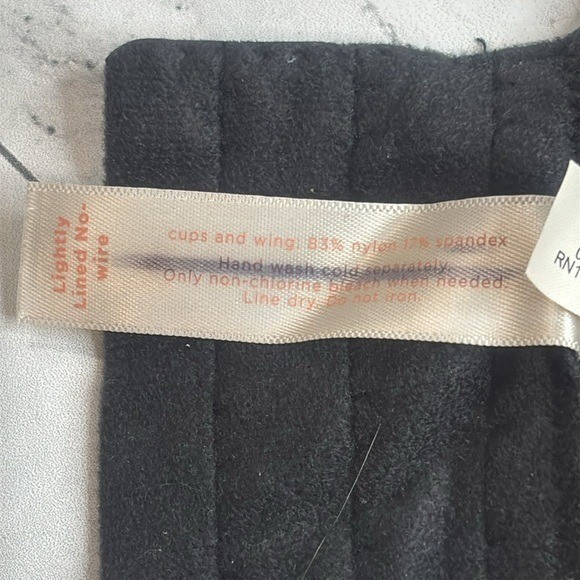 Lightly
Lined No-
wire
cups and wing: 83% nylon 17% spandex
Hand wash cold separately.
Only non-chlorine bleach when needed.
Line dry. Do not iron.
RN1